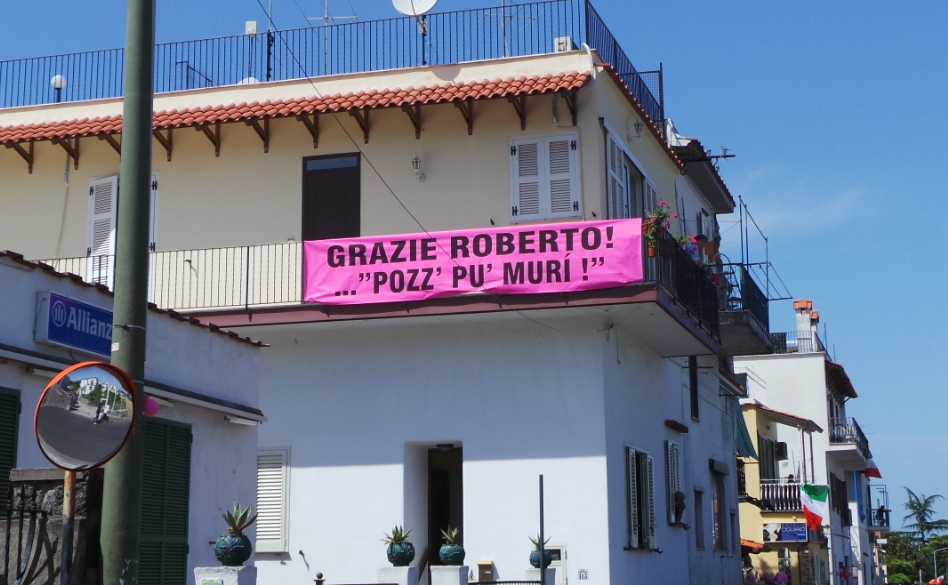 GRAZIE ROBERTO!
..."POZZ' PU' MURÍ !"
Allianz